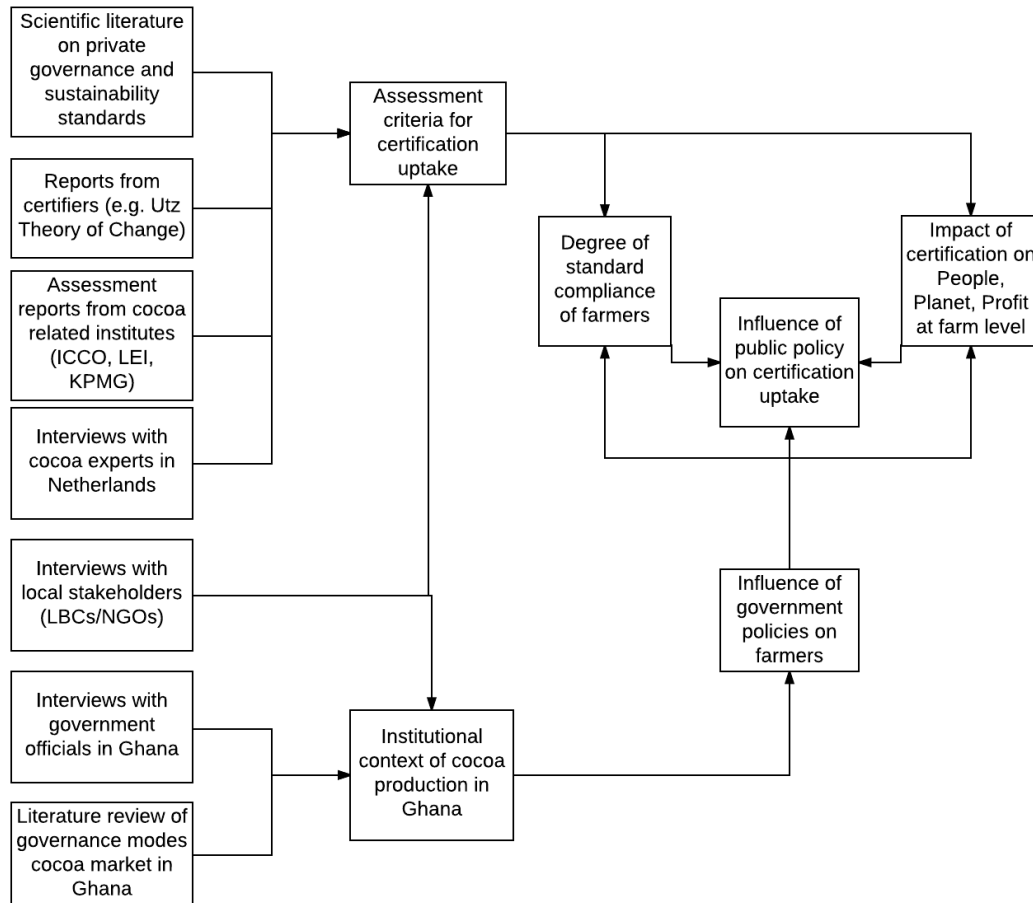 Scientific literature
on private
governance and
sustainability
standards
Reports from
certifiers (e.g. Utz
Theory of Change)
Assessment
reports from cocoa
related institutes
(ICCO, LEI,
KPMG)
Interviews with
cocoa experts in
Netherlands
Interviews with
local stakeholders
(LBCs/NGOs)
Interviews with
government
officials in Ghana
Literature review of
governance modes
cocoa market in
Ghana
Assessment
criteria for
certification
uptake
Institutional
context of cocoa
production in
Ghana
Degree of
standard
compliance
of farmers
Influence of
public policy
on certification
uptake
Impact of
certification on
People,
Planet, Profit
at farm level
Influence of
government
policies on
farmers